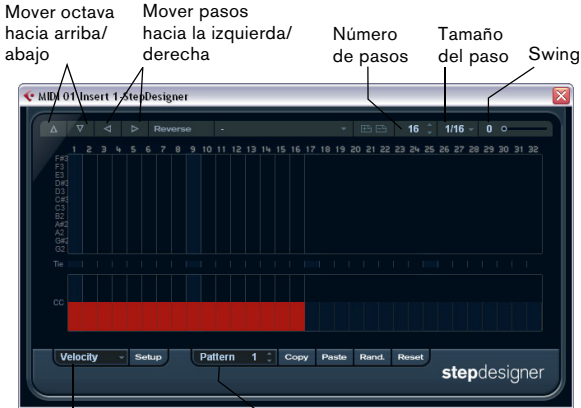 Mover octava
hacia arriba/
abajo
Mover pasos
hacia la izquierda/
derecha
Número
de pasos
Tamaño
del paso
Swing
MIDI 01 Insert 1-StepDesigner
Reverse - 16 1/16 0
1 2 3 4 5 6 7 8 9 10 11 12 13 14 15 16 17 18 19 20 21 22 23 24 25 26 27 28 29 30 31 32
F#3
F3
E3
D#3
D3
C#3
C3
B2
A#2
A2
G#2
G2
Tie
CC
Velocity Setup Pattern 1 Copy Paste Rand. Reset
stepdesigner